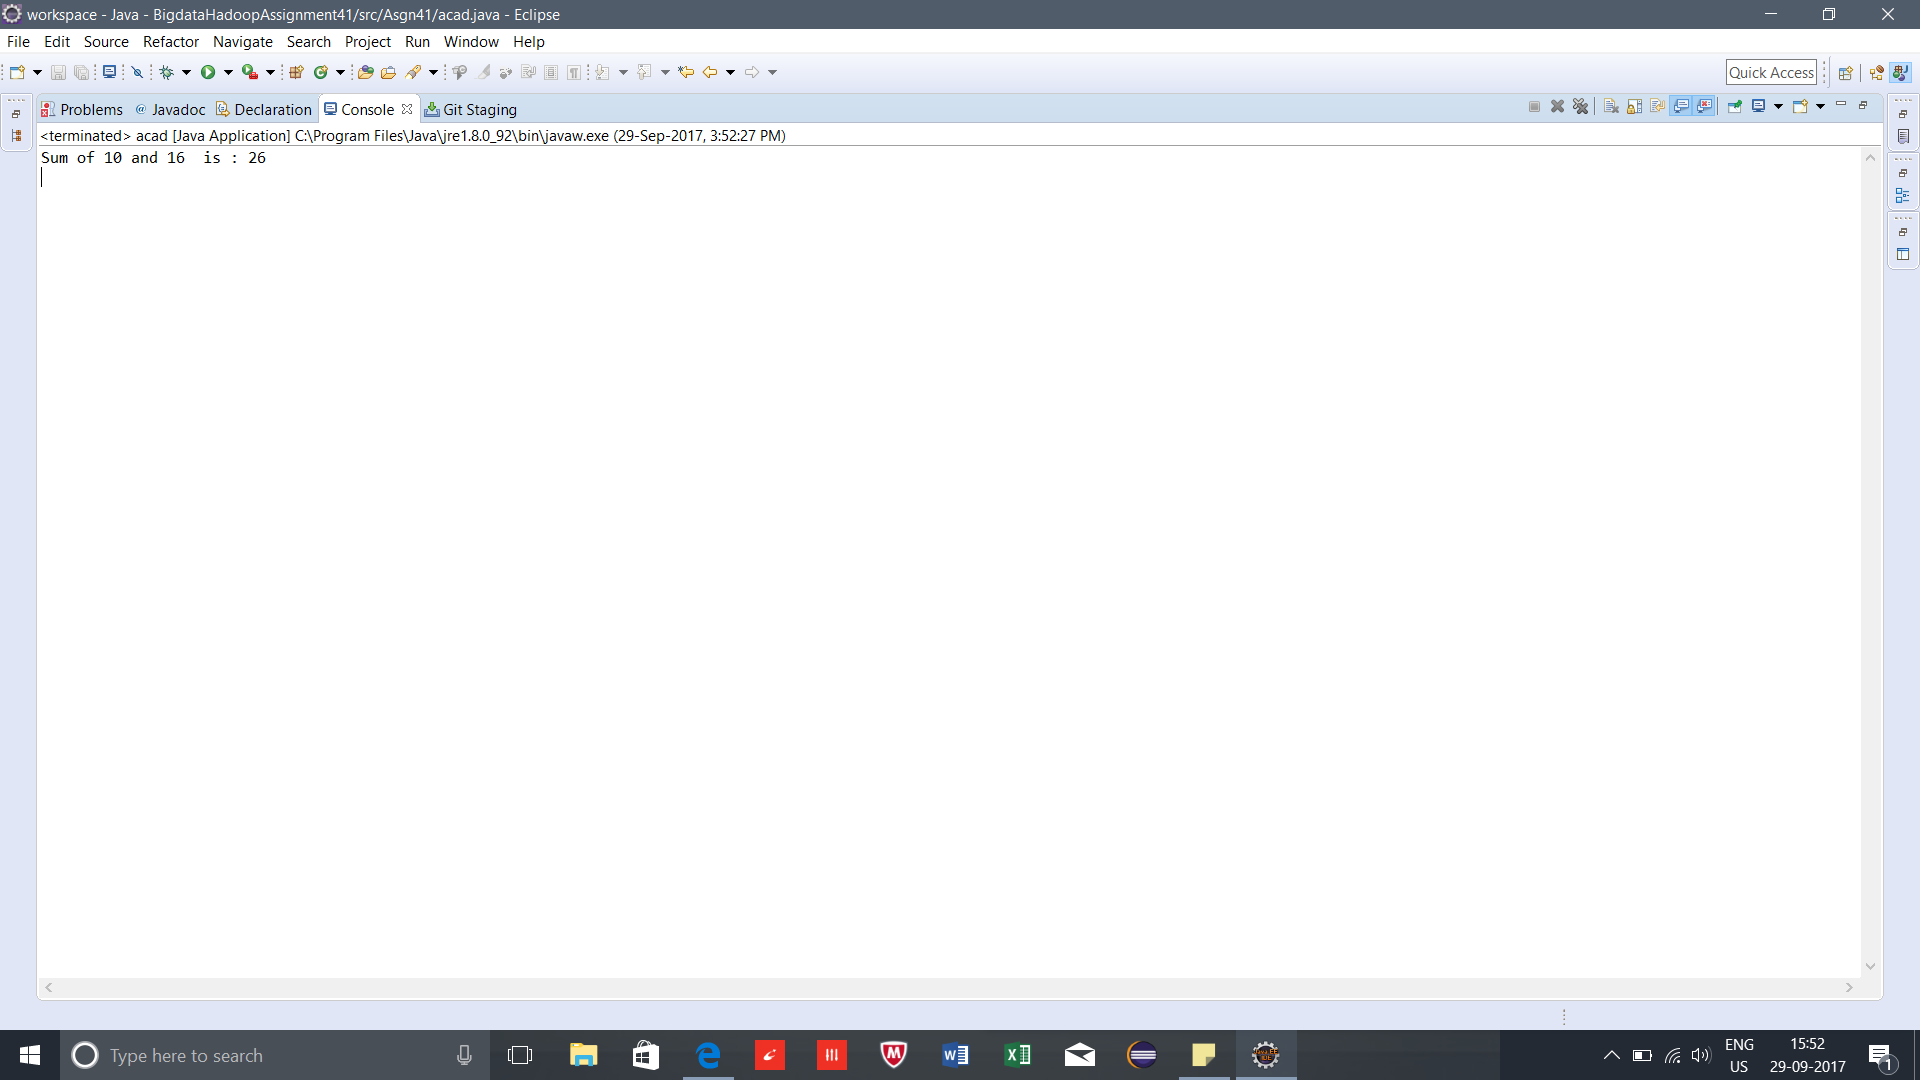 workspace - Java - BigdataHadoopAssignment41/src/Asgn41/acad.java - Eclipse
File Edit Source Refactor Navigate Search Project Run Window Help
Quick Access
Problems @ Javadoc Declaration Console Git Staging
<terminated> acad [Java Application] C:\Program Files\Java\jre1.8.0_92\bin\javaw.exe (29-Sep-2017, 3:52:27 PM)
Sum of 10 and 16  is : 26
Type here to search
ENG
US
15:52
29-09-2017
1